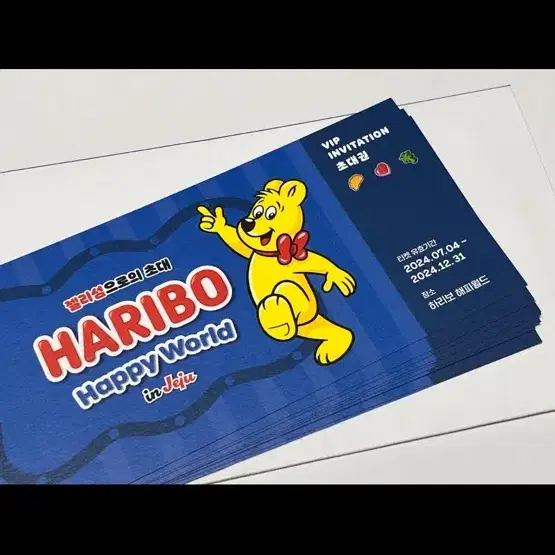 젤리성으로의 초대
HARIBO
Happy World
in Jeju
VIP
INVITATION
초대권
티켓 유효기간
2024.07.04 ~
2024.12.31
장소
하리보 해피월드